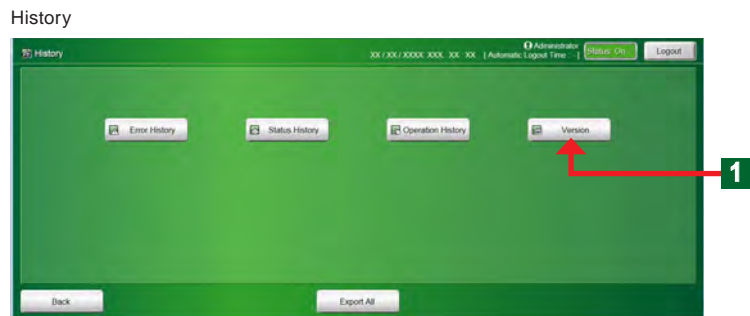 History
History
XX / XX / XXXX XXX XX : XX [ Automatic Logout Time : - ]
Administrator
Status: On
Logout
Error History
Status History
Operation History
Version
1
Back
Export All